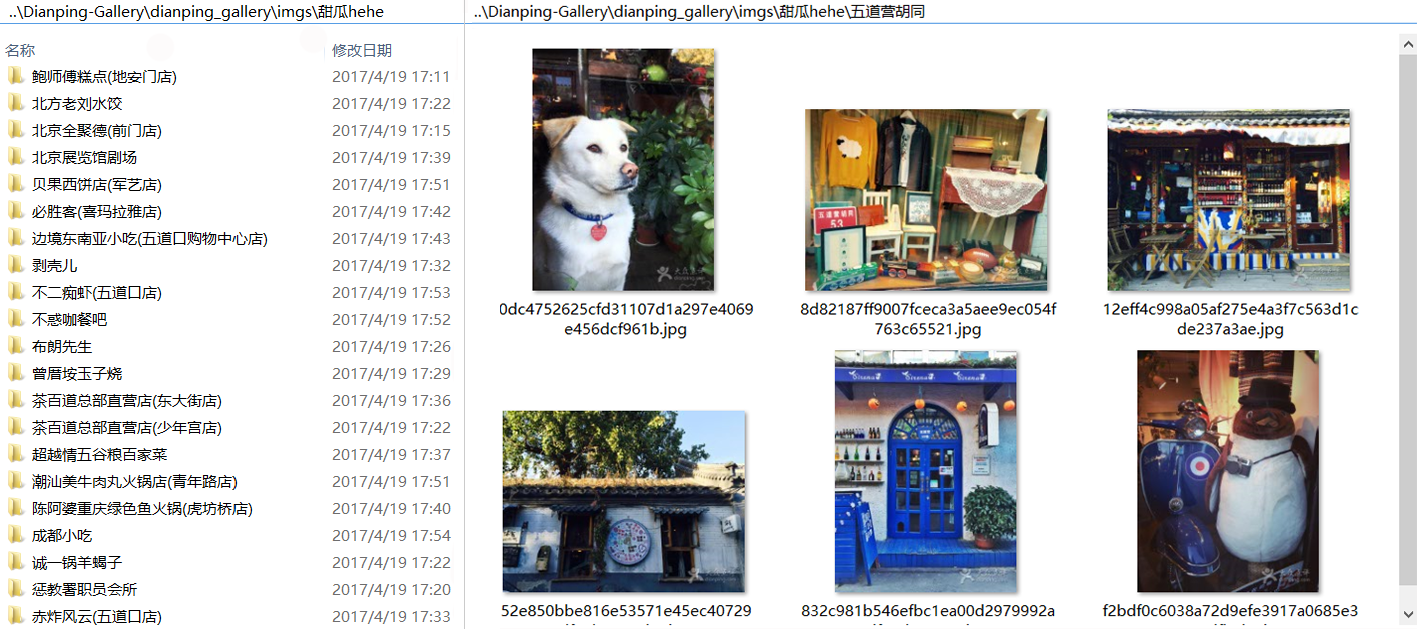 ..\Dianping-Gallery\dianping_gallery\imgs\甜瓜hehe
名称 修改日期
鲍师傅糕点(地安门店) 2017/4/19 17:11
北方老刘水饺 2017/4/19 17:22
北京全聚德(前门店) 2017/4/19 17:15
北京展览馆剧场 2017/4/19 17:39
贝果西饼店(军艺店) 2017/4/19 17:51
必胜客(喜玛拉雅店) 2017/4/19 17:42
边境东南亚小吃(五道口购物中心店) 2017/4/19 17:43
剥壳儿 2017/4/19 17:32
不二痴虾(五道口店) 2017/4/19 17:53
不惑咖餐吧 2017/4/19 17:52
布朗先生 2017/4/19 17:26
曾厝垵玉子烧 2017/4/19 17:29
茶百道总部直营店(东大街店) 2017/4/19 17:36
茶百道总部直营店(少年宫店) 2017/4/19 17:22
超越情五谷粮百家菜 2017/4/19 17:37
潮汕美牛肉丸火锅店(青年路店) 2017/4/19 17:51
陈阿婆重庆绿色鱼火锅(虎坊桥店) 2017/4/19 17:40
成都小吃 2017/4/19 17:54
诚一锅羊蝎子 2017/4/19 17:22
惩教署职员会所 2017/4/19 17:20
赤炸风云(五道口店) 2017/4/19 17:33
..\Dianping-Gallery\dianping_gallery\imgs\甜瓜hehe\五道营胡同
五道营胡同
53
0dc4752625cfd31107d1a297e4069
e456dcf961b.jpg
8d82187ff9007fceca3a5aee9ec054f
763c65521.jpg
12eff4c998a05af275e4a3f7c563d1c
de237a3ae.jpg
52e850bbe816e53571e45ec40729
832c981b546efbc1ea00d2979992a
f2bdf0c6038a72d9efe3917a0685e3